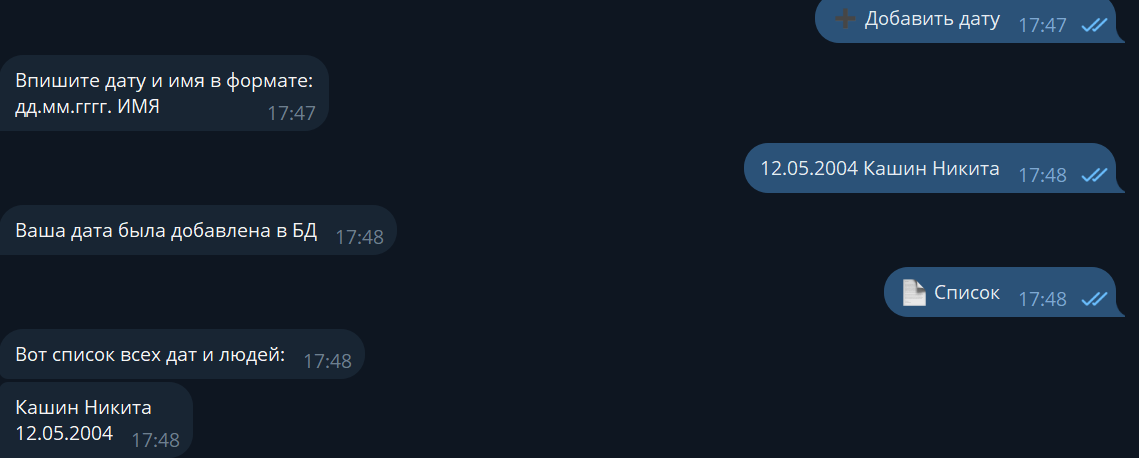 ➕ Добавить дату 17:47
Впишите дату и имя в формате:
дд.мм.гггг. ИМЯ 17:47
12.05.2004 Кашин Никита 17:48
Ваша дата была добавлена в БД 17:48
📄 Список 17:48
Вот список всех дат и людей: 17:48
Кашин Никита
12.05.2004 17:48